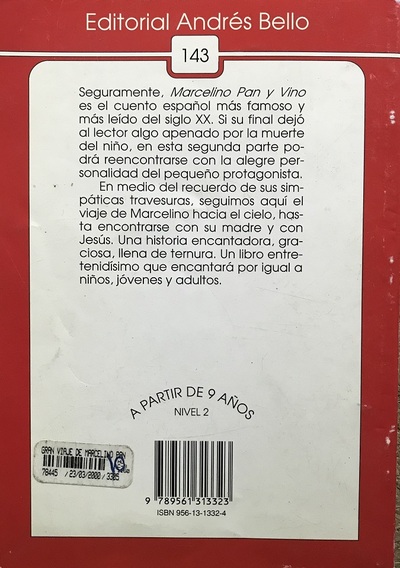 Editorial Andrés Bello
143
Seguramente, Marcelino Pan y Vino
es el cuento español más famoso y
más leído del siglo XX. Si su final dejó
al lector algo apenado por la muerte
del niño, en esta segunda parte po-
drá reencontrarse con la alegre per-
sonalidad del pequeño protagonista.
En medio del recuerdo de sus sim-
páticas travesuras, seguimos aquí el
viaje de Marcelino hacia el cielo, has-
ta encontrarse con su madre y con
Jesús. Una historia encantadora, gra-
ciosa, llena de ternura. Un libro entre-
tenidísimo que encantará por igual a
niños, jóvenes y adultos.
A PARTIR DE 9 AÑOS
NIVEL 2
GRAN VIAJE DE MARCELINO PAN
78445 / 23/03/2000 / 3305
9 789561 313323
ISBN 956-13-1332-4